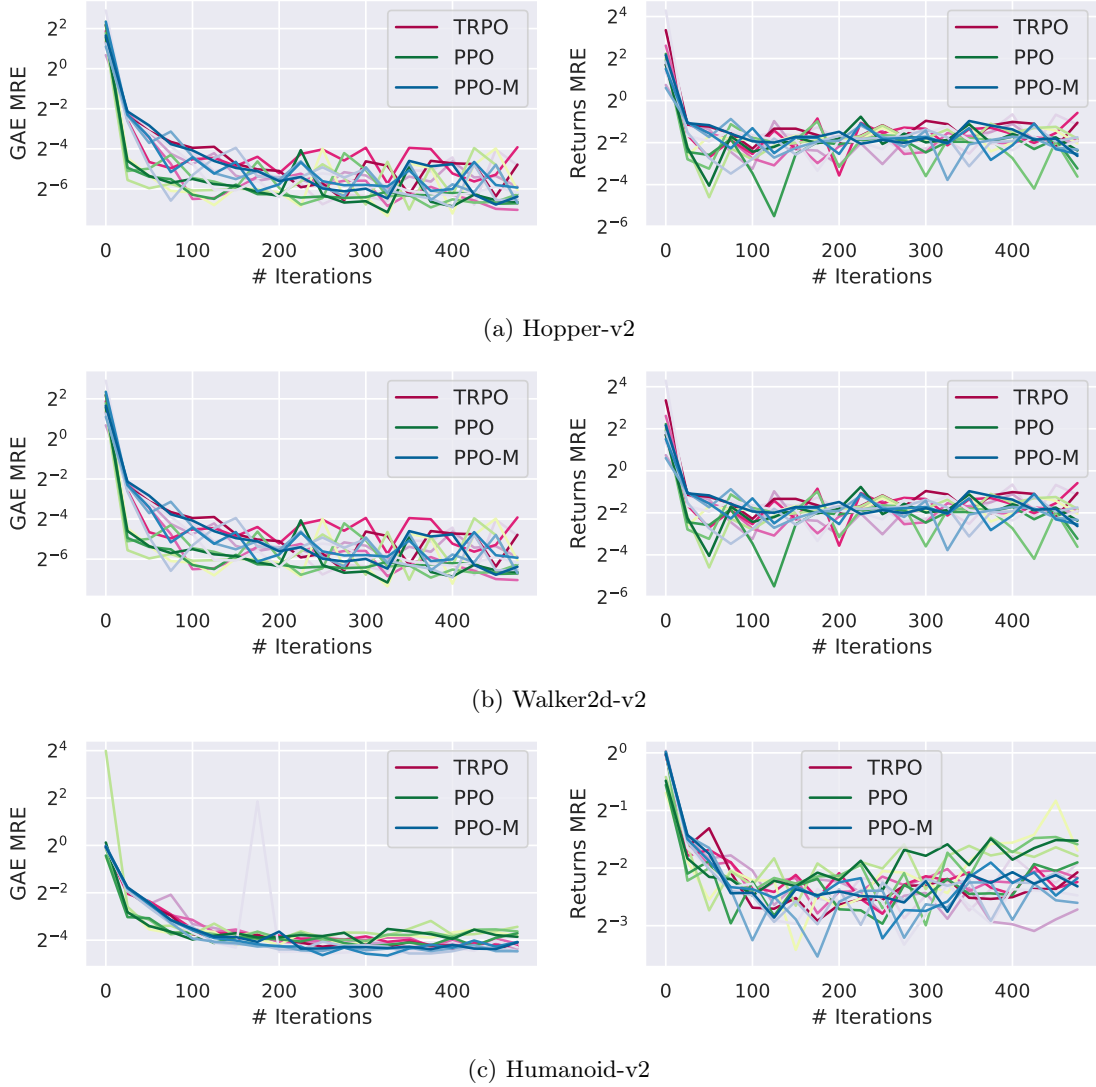 GAE MRE
2^2
2^0
2^-2
2^-4
2^-6
TRPO
PPO
PPO-M
0 100 200 300 400
# Iterations
Returns MRE
2^4
2^2
2^0
2^-2
2^-4
2^-6
TRPO
PPO
PPO-M
0 100 200 300 400
# Iterations
(a) Hopper-v2
GAE MRE
2^2
2^0
2^-2
2^-4
2^-6
TRPO
PPO
PPO-M
0 100 200 300 400
# Iterations
Returns MRE
2^4
2^2
2^0
2^-2
2^-4
2^-6
TRPO
PPO
PPO-M
0 100 200 300 400
# Iterations
(b) Walker2d-v2
GAE MRE
2^4
2^2
2^0
2^-2
2^-4
TRPO
PPO
PPO-M
0 100 200 300 400
# Iterations
Returns MRE
2^0
2^-1
2^-2
2^-3
TRPO
PPO
PPO-M
0 100 200 300 400
# Iterations
(c) Humanoid-v2